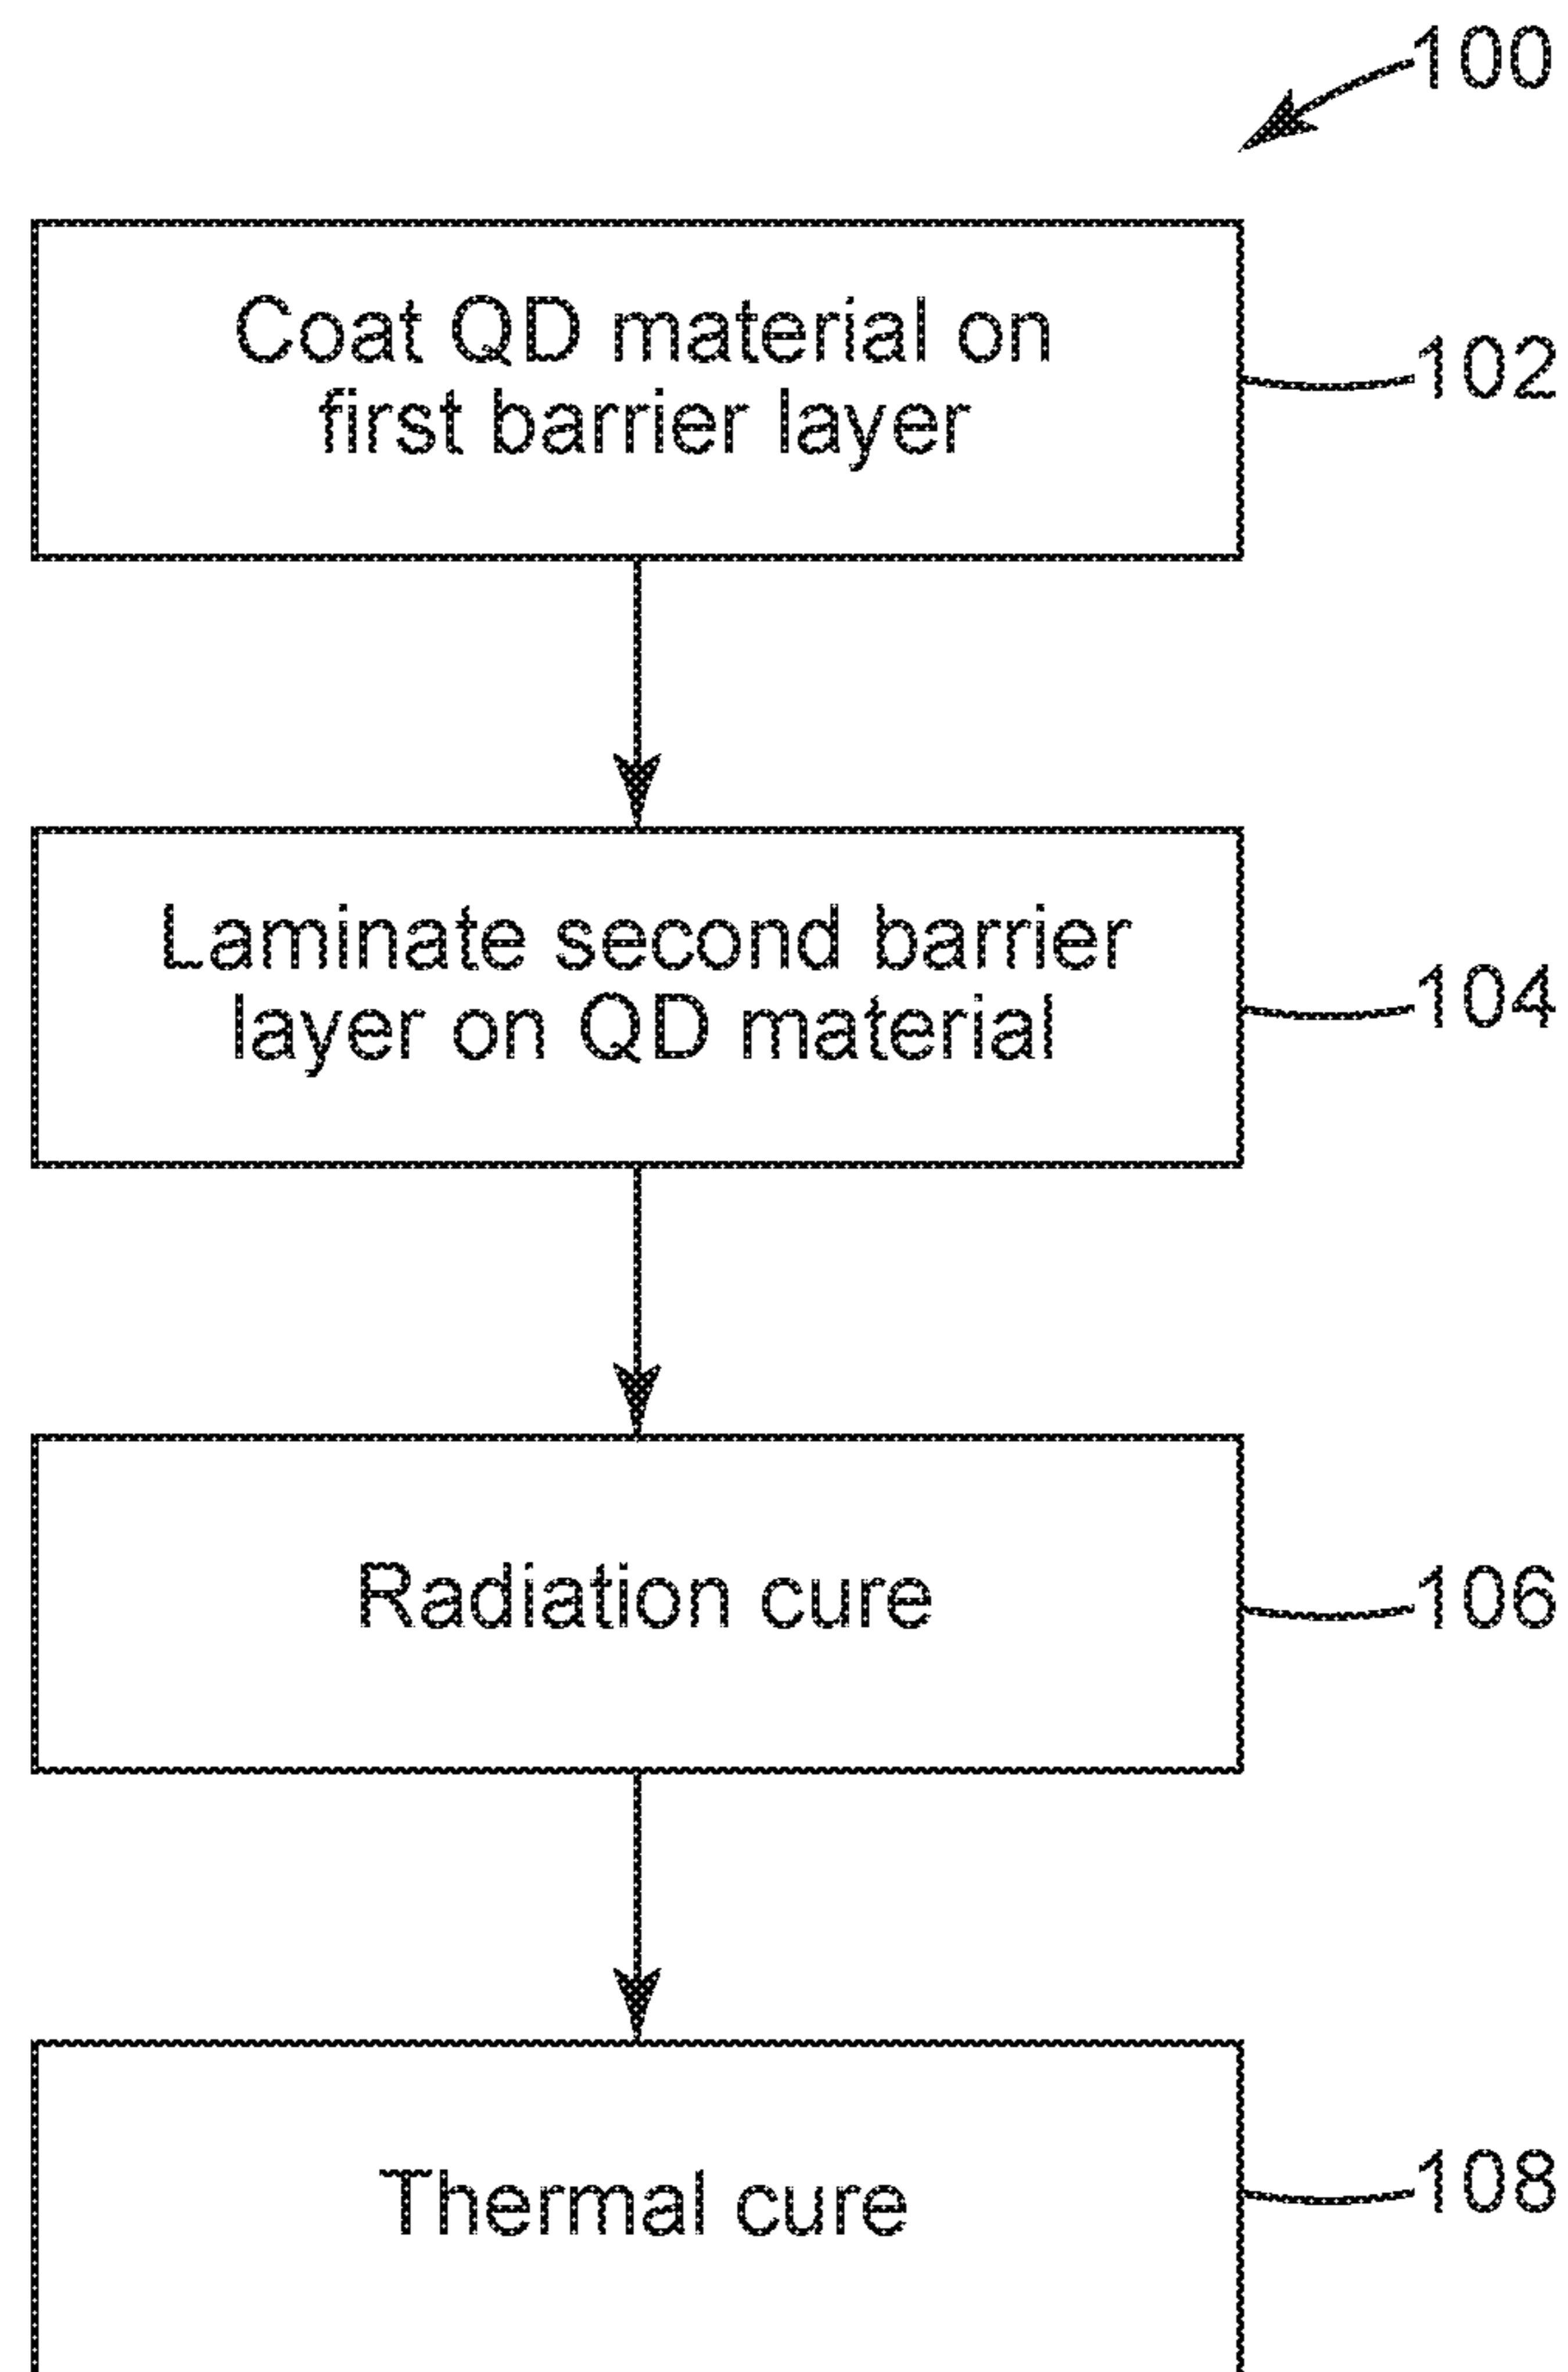 100
Coat QD material on
first barrier layer
102
Laminate second barrier
layer on QD material
104
Radiation cure
106
Thermal cure
108